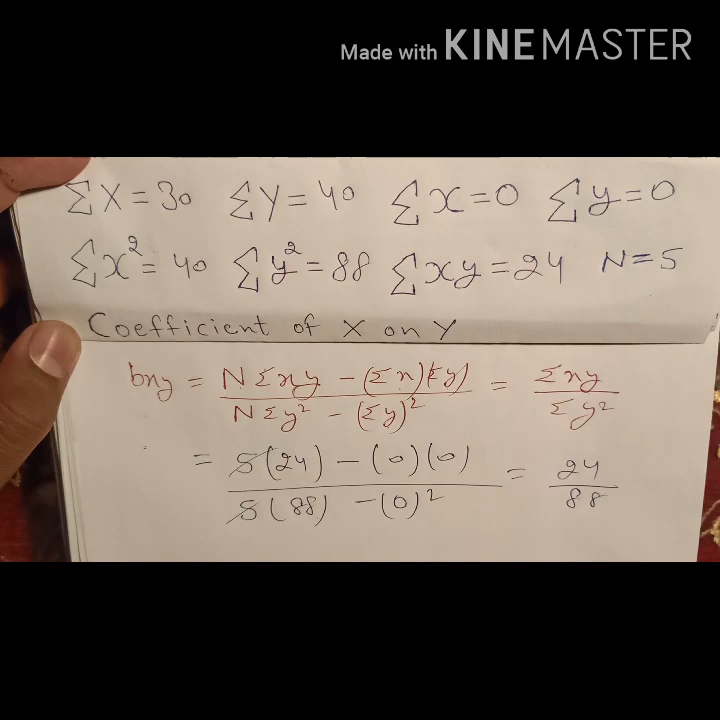 Made with KINEMASTER
ΣX = 30 ΣY = 40 Σx = 0 Σy = 0
Σx² = 40 Σy² = 88 Σxy = 24 N = 5
Coefficient of X on Y
bxy = NΣxy - (Σx)(Σy) / NΣy² - (Σy)² = Σxy / Σy²
= 5(24) - (0)(0) / 5(88) - (0)² = 24 / 88